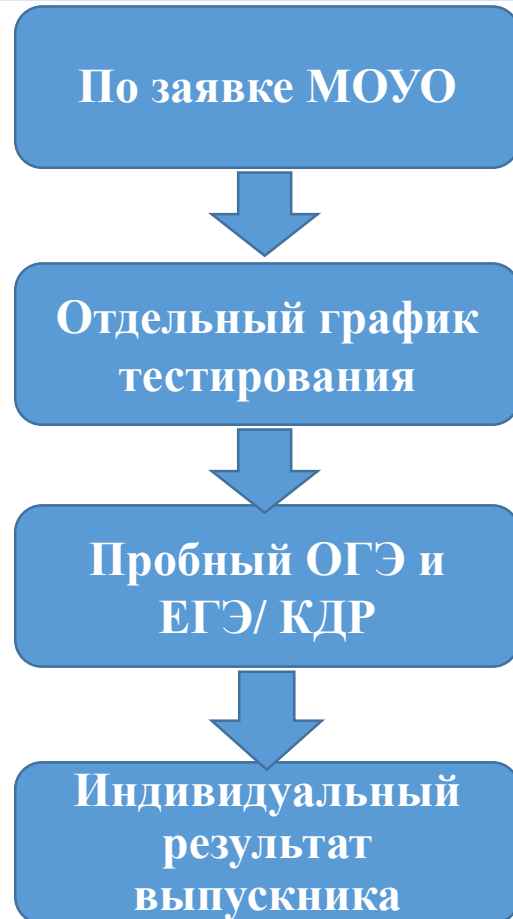 По заявке МОУО
Отдельный график
тестирования
Пробный ОГЭ и
ЕГЭ/ КДР
Индивидуальный
результат
выпускника